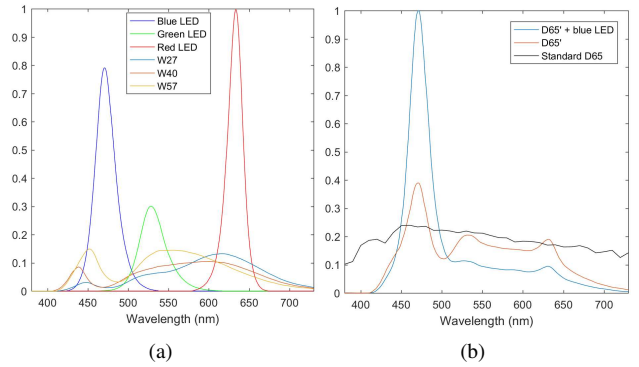 1
0.9
0.8
0.7
0.6
0.5
0.4
0.3
0.2
0.1
0
400 450 500 550 600 650 700
Wavelength (nm)
Blue LED
Green LED
Red LED
W27
W40
W57
(a)
1
0.9
0.8
0.7
0.6
0.5
0.4
0.3
0.2
0.1
0
400 450 500 550 600 650 700
Wavelength (nm)
D65' + blue LED
D65'
Standard D65
(b)